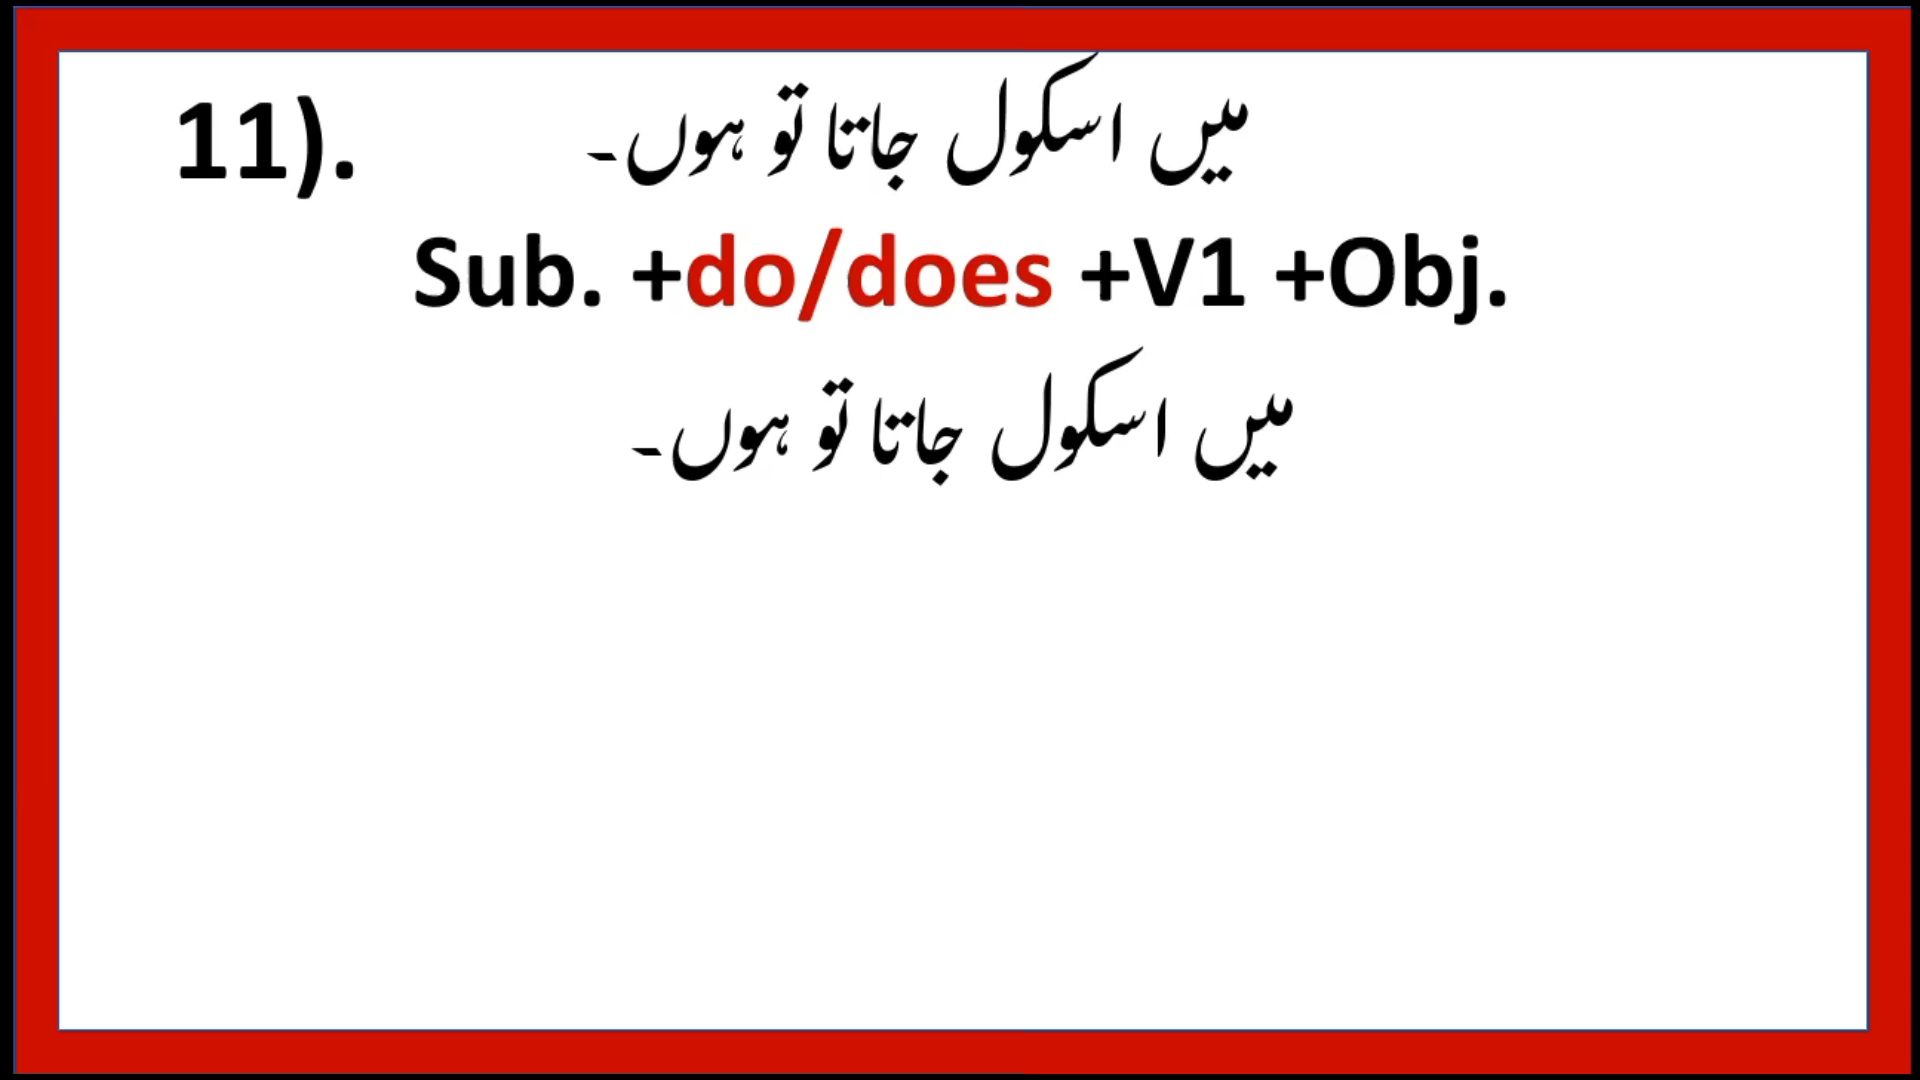 11).	میں اسکول جاتا تو ہوں۔
Sub. +do/does +V1 +Obj.
میں اسکول جاتا تو ہوں۔